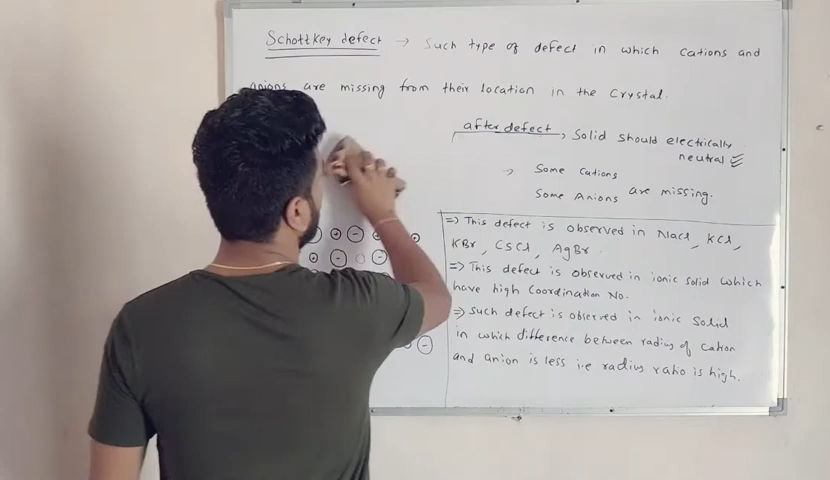 Schottkey defect → Such type of defect in which Cations and
anions are missing from their location in the Crystal.
after defect, Solid should electrically
neutral
→ Some Cations
Some Anions are missing.
⇒ This defect is observed in NaCl, KCl,
KBr, CsCl, AgBr.
⇒ This defect is observed in ionic solid which
have high Coordination No.
⇒ Such defect is observed in ionic Solid
in which difference between radius of Cation
and anion is less i.e radius ratio is high.
+ - + +
+ - -
-